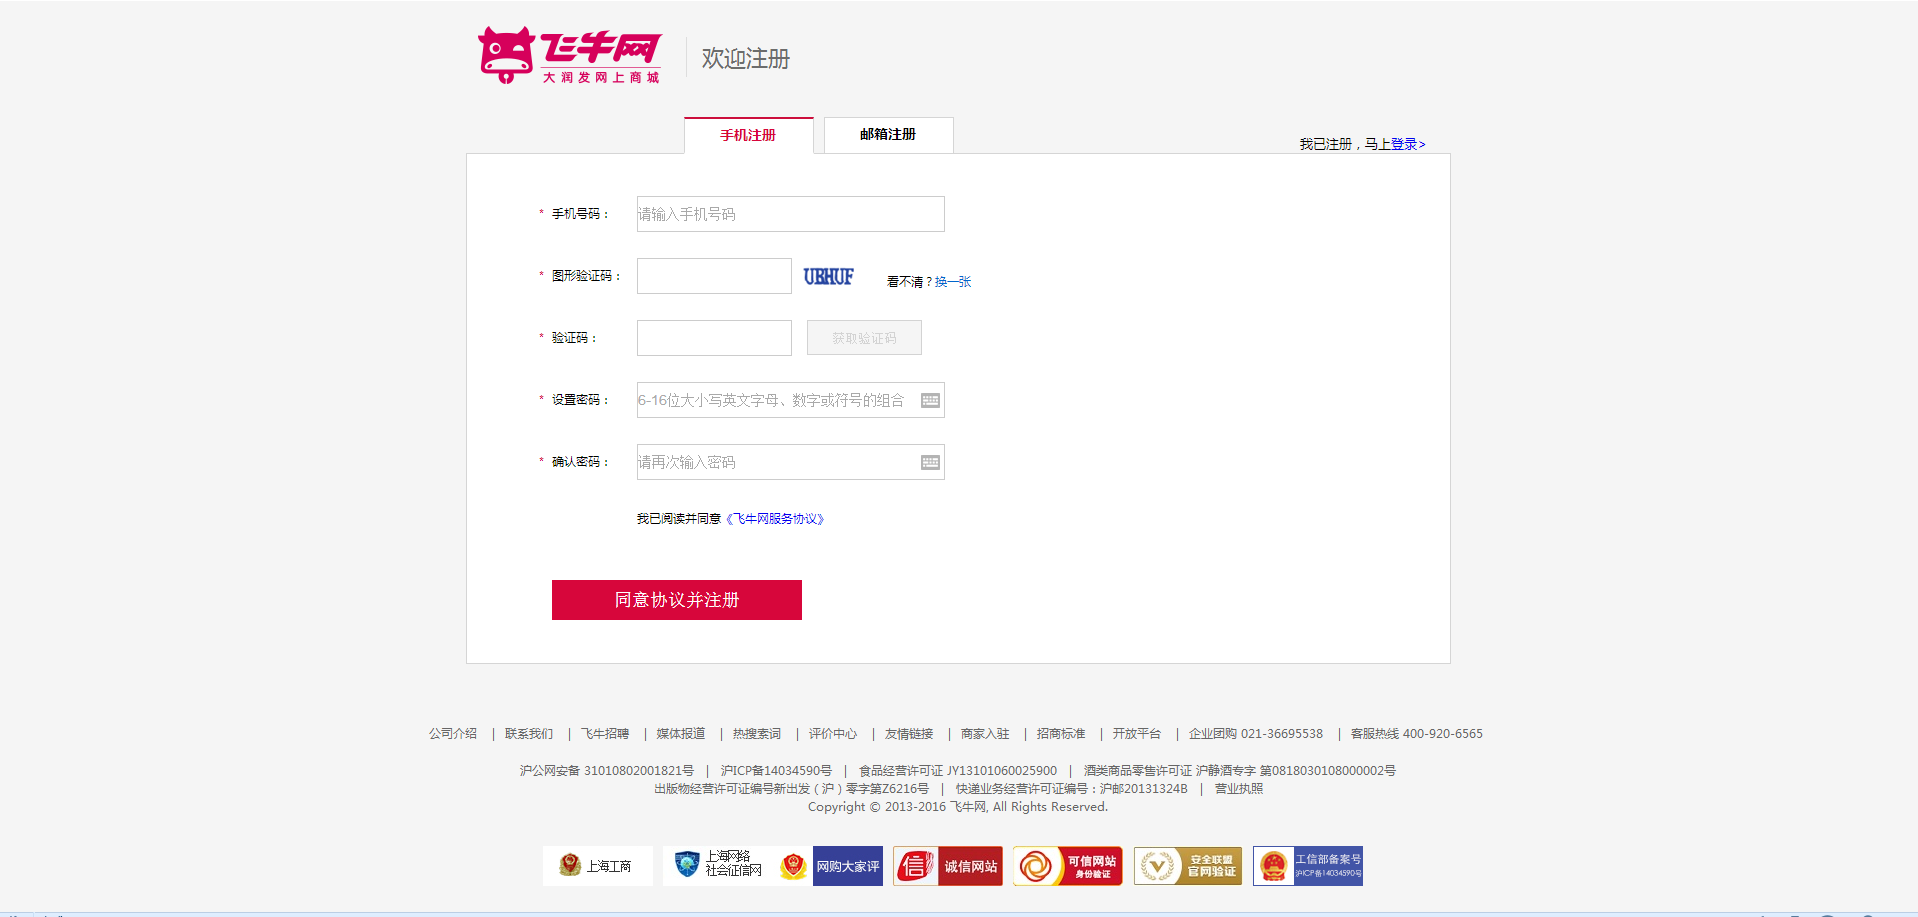 飞牛网
大润发网上商城
欢迎注册
手机注册
邮箱注册
我已注册，马上登录>
* 手机号码：
请输入手机号码
* 图形验证码：
UBHUF
看不清？换一张
* 验证码：
获取验证码
* 设置密码：
6-16位大小写英文字母、数字或符号的组合
* 确认密码：
请再次输入密码
我已阅读并同意《飞牛网服务协议》
同意协议并注册
公司介绍 | 联系我们 | 飞牛招聘 | 媒体报道 | 热搜索词 | 评价中心 | 友情链接 | 商家入驻 | 招商标准 | 开放平台 | 企业团购 021-36695538 | 客服热线 400-920-6565
沪公网安备 31010802001821号 | 沪ICP备14034590号 | 食品经营许可证 JY13101060025900 | 酒类商品零售许可证 沪静酒专字 第0818030108000002号
出版物经营许可证编号新出发（沪）零字第Z6216号 | 快递业务经营许可证编号：沪邮20131324B | 营业执照
Copyright © 2013-2016 飞牛网, All Rights Reserved.
上海工商
上海网络
社会征信网
网购大家评
信 诚信网站
可信网站
身份验证
安全联盟
官网验证
工信部备案号
沪ICP备14034590号